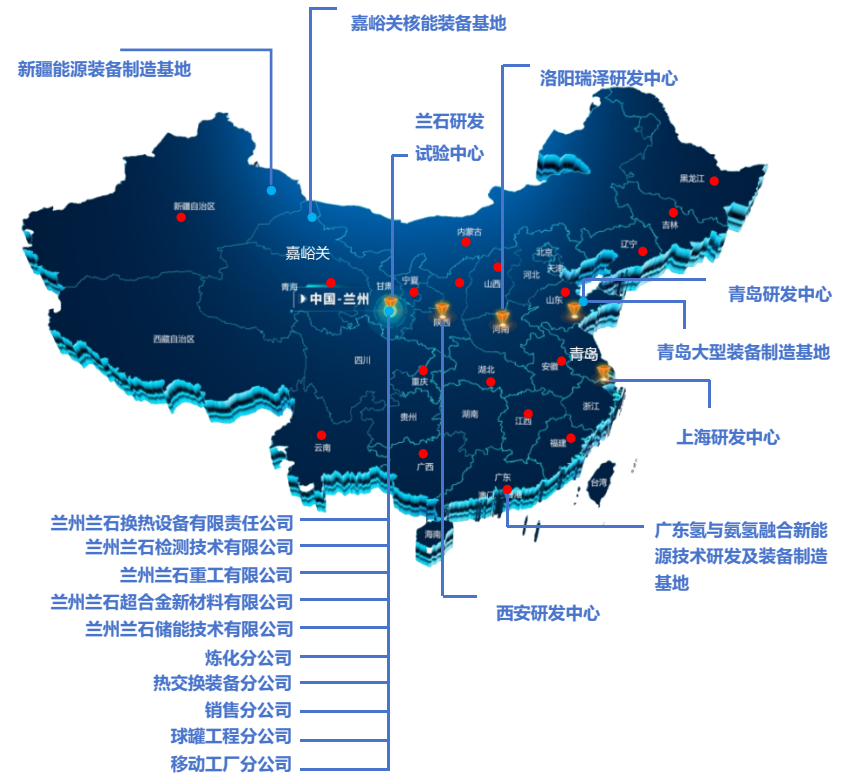 嘉峪关核能装备基地
新疆能源装备制造基地
洛阳瑞泽研发中心
兰石研发
试验中心
黑龙江
新疆自治区
吉林
内蒙古
辽宁
嘉峪关
北京
天津
河北
宁夏
甘肃
青海
山西
中国-兰州
山东
青岛研发中心
陕西
河南
西藏自治区
青岛
青岛大型装备制造基地
四川
安徽
湖北
重庆
浙江
贵州
湖南
江西
上海研发中心
福建
云南
广西
广东
台湾
澳门
香港
兰州兰石换热设备有限责任公司
广东氢与氨氢融合新能
源技术研发及装备制造
基地
海南
兰州兰石检测技术有限公司
兰州兰石重工有限公司
兰州兰石超合金新材料有限公司
西安研发中心
兰州兰石储能技术有限公司
炼化分公司
热交换装备分公司
销售分公司
球罐工程分公司
移动工厂分公司